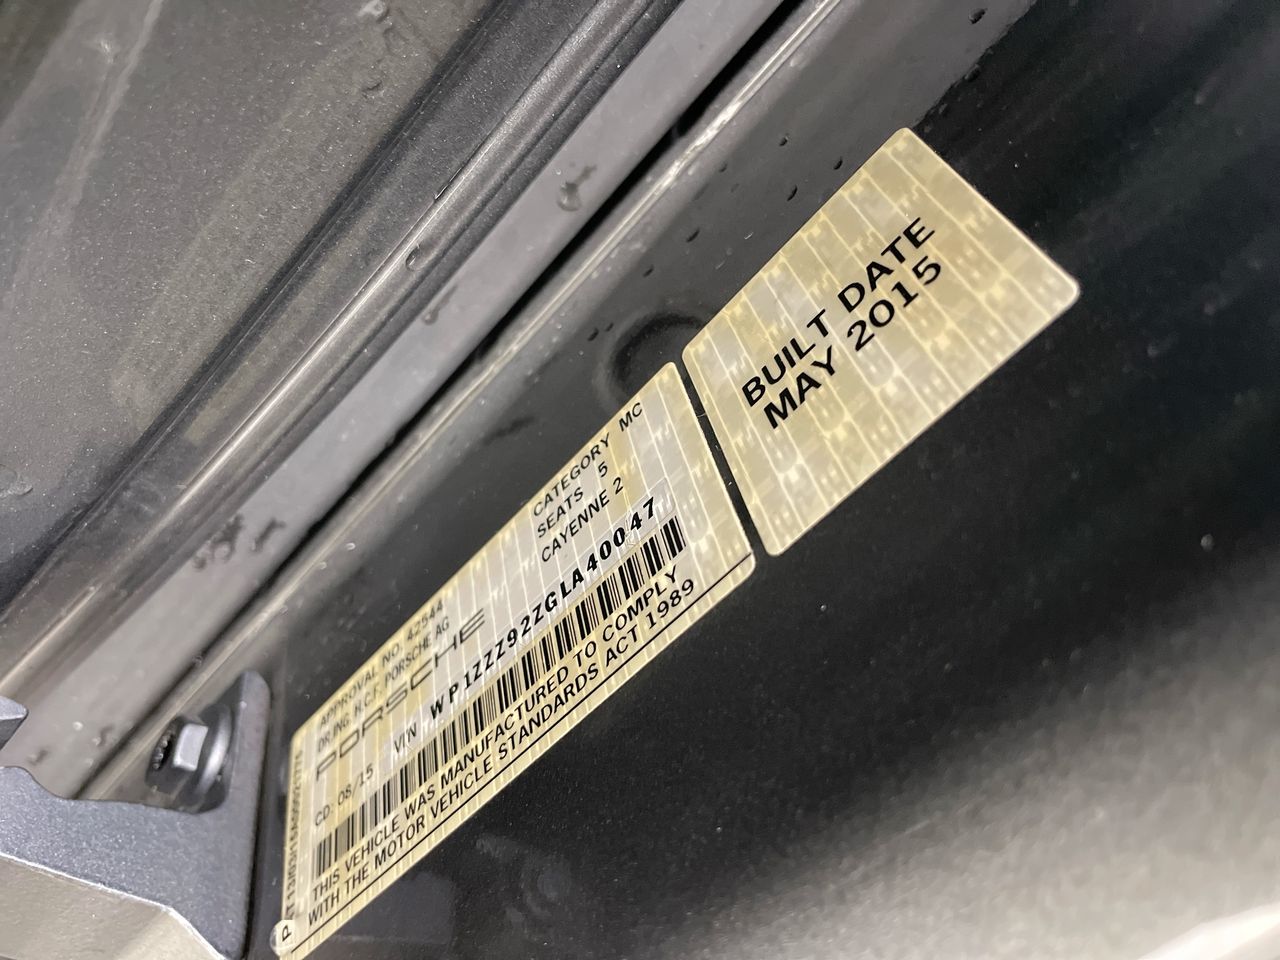 BUILT DATE
MAY 2015
APPROVAL NO. 42544
CATEGORY MC
DR.ING. H.C.F. PORSCHE AG
SEATS 5
PORSCHE
CAYENNE 2
CD: 08/15
VIN WP1ZZZ92ZGLA40047
THIS VEHICLE WAS MANUFACTURED TO COMPLY
WITH THE MOTOR VEHICLE STANDARDS ACT 1989
P